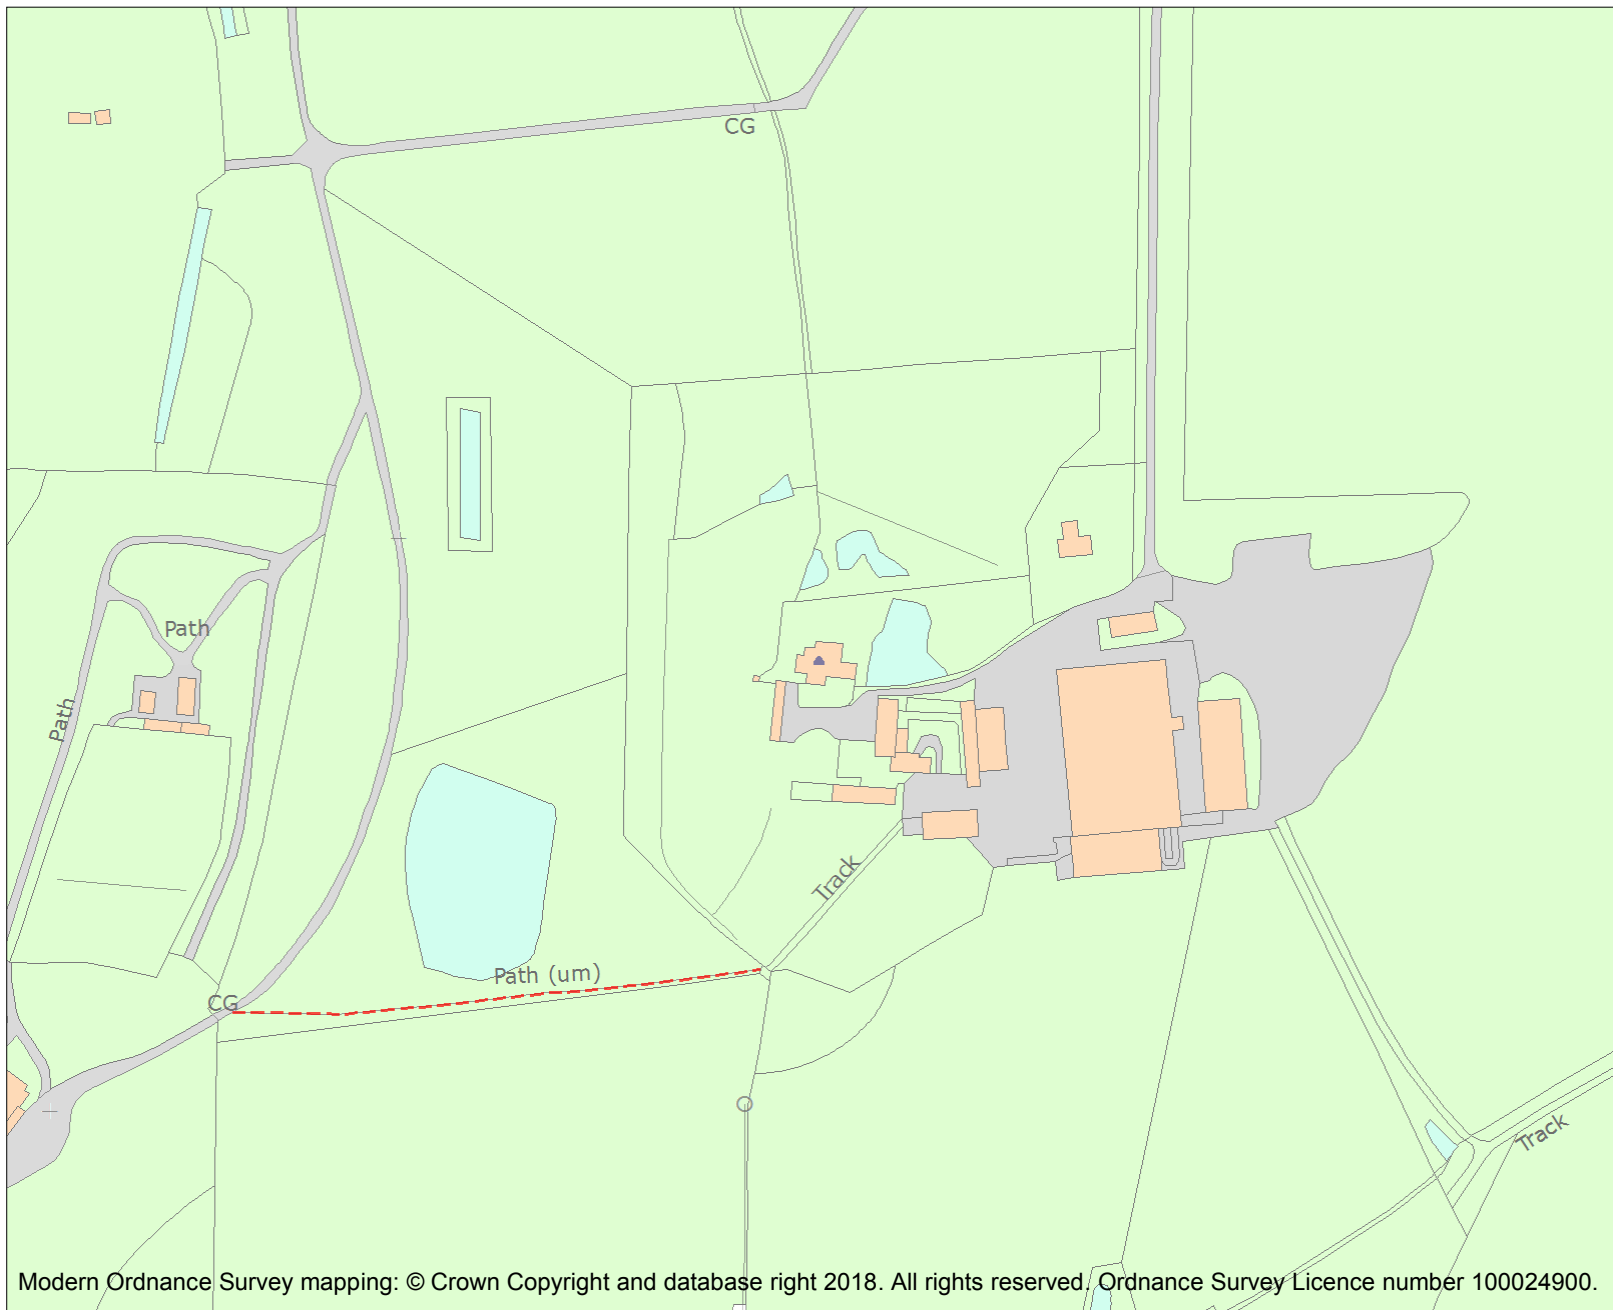 CG
Path
Path
Track
Path (um)
CG
Track
Modern Ordnance Survey mapping: © Crown Copyright and database right 2018. All rights reserved. Ordnance Survey Licence number 100024900.